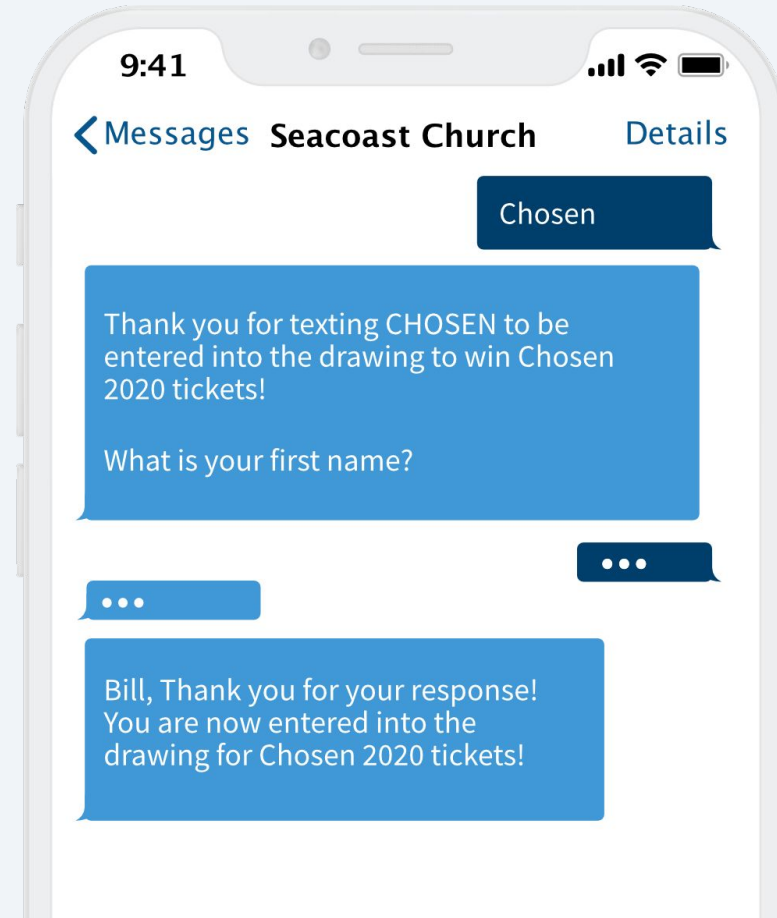 9:41
Messages Seacoast Church Details
Chosen
Thank you for texting CHOSEN to be
entered into the drawing to win Chosen
2020 tickets!
What is your first name?
•••
•••
Bill, Thank you for your response!
You are now entered into the
drawing for Chosen 2020 tickets!